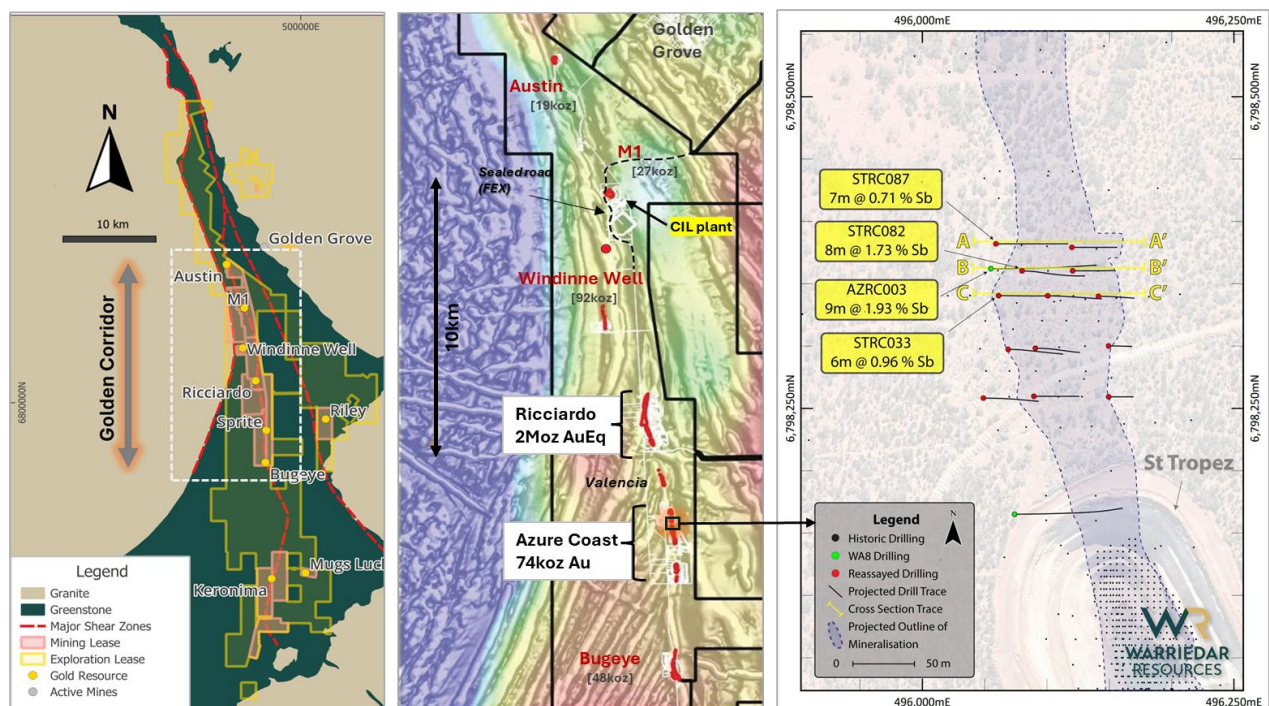 500000E
N
10 km
Golden Corridor
6800000N
Golden Grove
Austin
M1
Windinne Well
Ricciardo
Sprite
Riley
Bugeye
Mugs Luck
Keronima
Legend
Granite
Greenstone
Major Shear Zones
Mining Lease
Exploration Lease
Gold Resource
Active Mines
Golden
Grove
Austin
[19koz]
M1
[27koz]
Sealed road
(FEX)
CIL plant
Windinne Well
[92koz]
10km
Ricciardo
2Moz AuEq
Valencia
Azure Coast
74koz Au
Bugeye
[48koz]
496,000mE
496,250mE
6,798,500mN
6,798,500mN
STRC087
7m @ 0.71 % Sb
STRC082
8m @ 1.73 % Sb
AZRC003
9m @ 1.93 % Sb
STRC033
6m @ 0.96 % Sb
A
A'
B
B'
C
C'
6,798,250mN
6,798,250mN
St Tropez
Legend
N
Historic Drilling
WA8 Drilling
Reassayed Drilling
Projected Drill Trace
Cross Section Trace
Projected Outline of
Mineralisation
0
50 m
WR
WARRIEDAR
RESOURCES
496,000mE
496,250mE